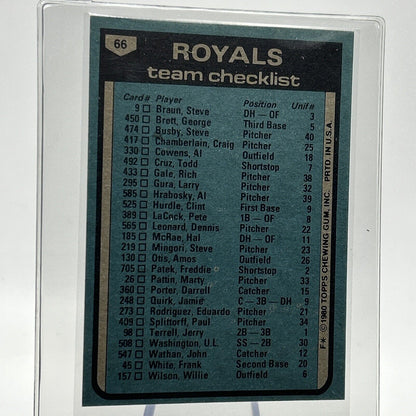 66
ROYALS
team checklist
Card# Player Position Unif#
9 □ Braun, Steve DH — OF 3
450 □ Brett, George Third Base 5
474 □ Busby, Steve Pitcher 40
417 □ Chamberlain, Craig Pitcher 25
330 □ Cowens, Al Outfield 18
492 □ Cruz, Todd Shortstop 7
433 □ Gale, Rich Pitcher 38
295 □ Gura, Larry Pitcher 32
585 □ Hrabosky, Al Pitcher 39
525 □ Hurdle, Clint First Base 9
389 □ LaCock, Pete 1B — OF 8
565 □ Leonard, Dennis Pitcher 22
185 □ McRae, Hal DH — OF 11
219 □ Mingori, Steve Pitcher 23
130 □ Otis, Amos Outfield 26
705 □ Patek, Freddie Shortstop 2
26 □ Pattin, Marty Pitcher 33
360 □ Porter, Darrell Catcher 15
248 □ Quirk, Jamie C — 3B — DH 9
273 □ Rodriguez, Eduardo Pitcher 21
409 □ Splittorff, Paul Pitcher 34
98 □ Terrell, Jerry 2B — 3B 1
508 □ Washington, U.L. SS — 2B 30
547 □ Wathan, John Catcher 12
45 □ White, Frank Second Base 20
157 □ Wilson, Willie Outfield 6
F* © 1980 TOPPS CHEWING GUM, INC. PRTD. IN U.S.A.